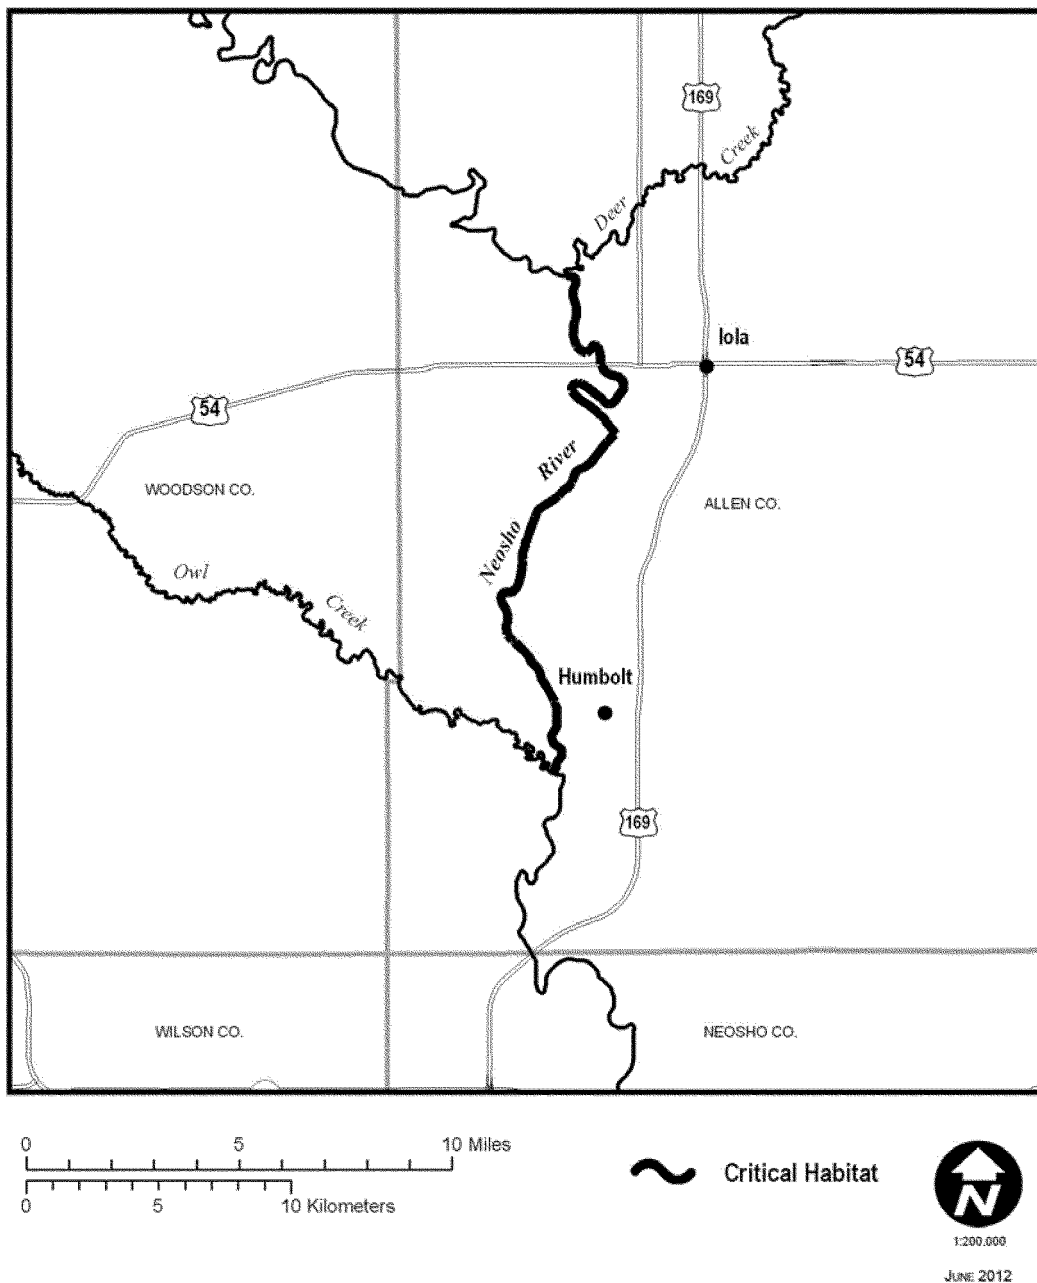 169
Creek
Deer
Iola
54
54
River
WOODSON CO.
ALLEN CO.
Neosho
Owl
Creek
Humbolt
169
WILSON CO.
NEOSHO CO.
0 5 10 Miles
0 5 10 Kilometers
Critical Habitat
N
1:200,000
JUNE 2012